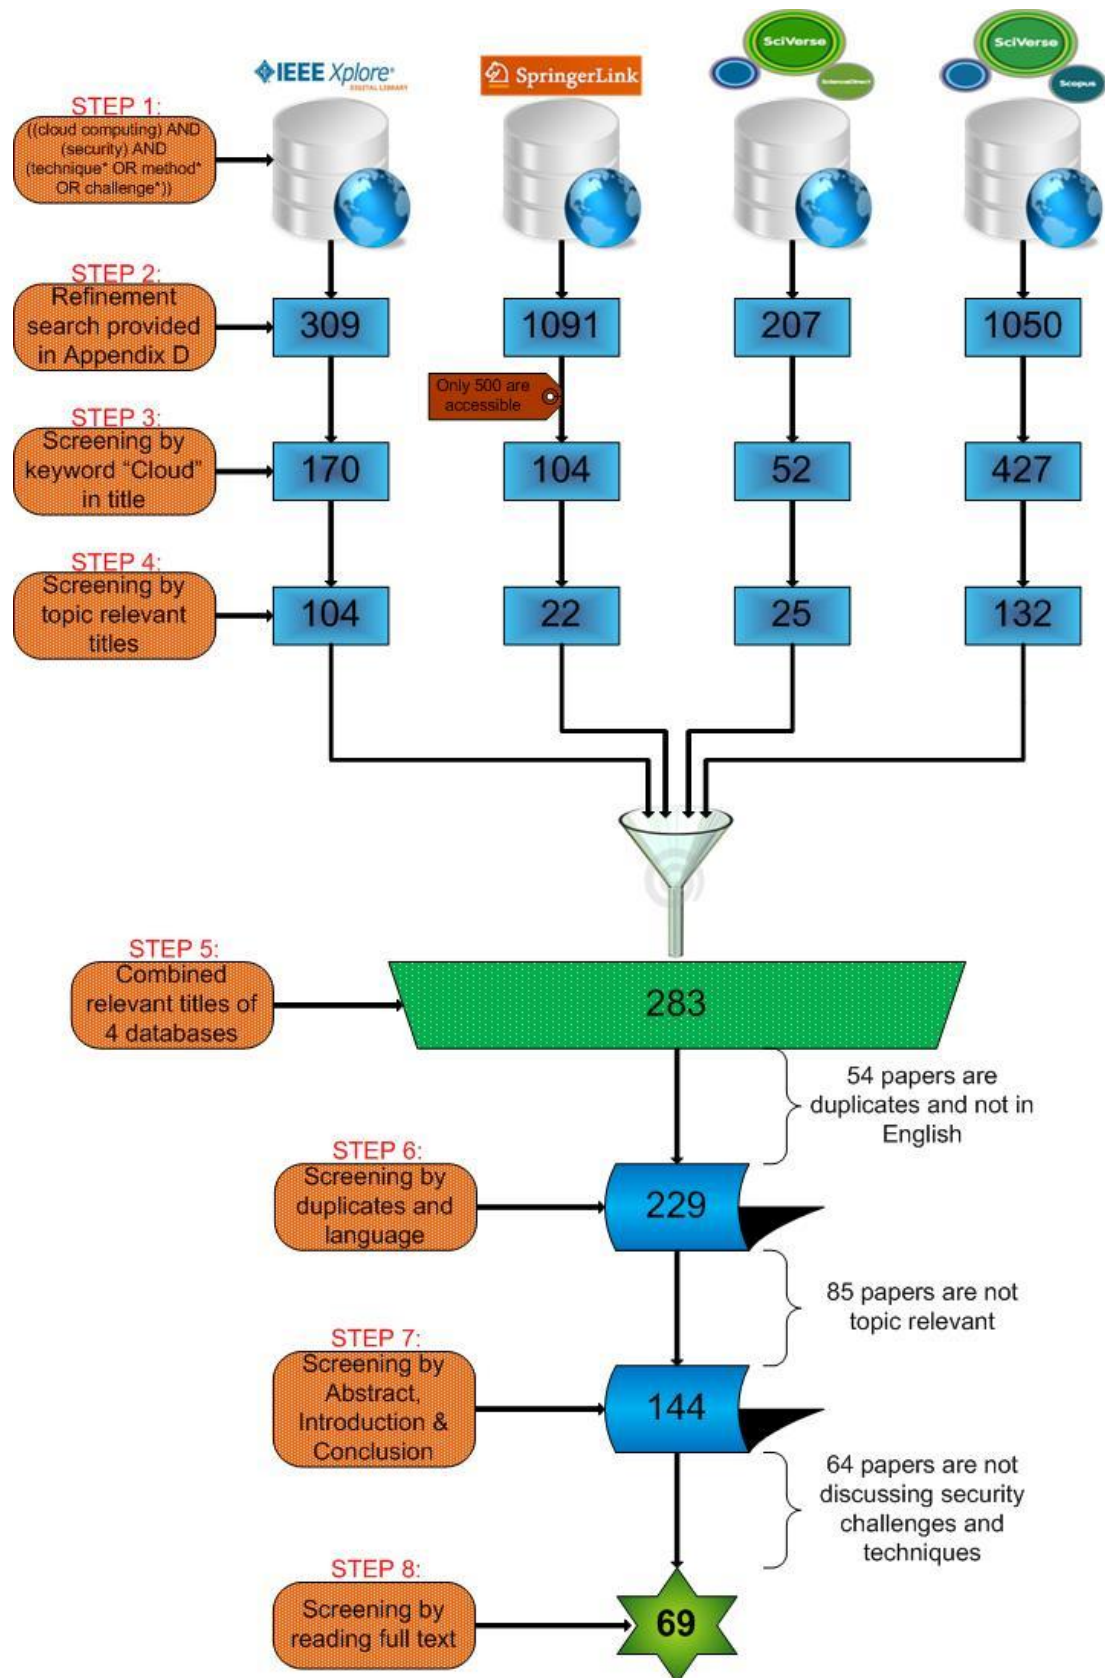 IEEE Xplore®
DIGITAL LIBRARY
SpringerLink
SciVerse
ScienceDirect
SciVerse
Scopus
STEP 1:
((cloud computing) AND
(security) AND
(technique* OR method*
OR challenge*))
STEP 2:
Refinement
search provided
in Appendix D
309
1091
207
1050
Only 500 are
accessible
STEP 3:
Screening by
keyword “Cloud”
in title
170
104
52
427
STEP 4:
Screening by
topic relevant
titles
104
22
25
132
STEP 5:
Combined
relevant titles of
4 databases
283
54 papers are
duplicates and not in
English
STEP 6:
Screening by
duplicates and
language
229
85 papers are not
topic relevant
STEP 7:
Screening by
Abstract,
Introduction &
Conclusion
144
64 papers are not
discussing security
challenges and
techniques
STEP 8:
Screening by
reading full text
69